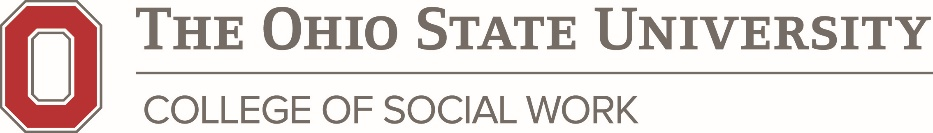 THE OHIO STATE UNIVERSITY
COLLEGE OF SOCIAL WORK